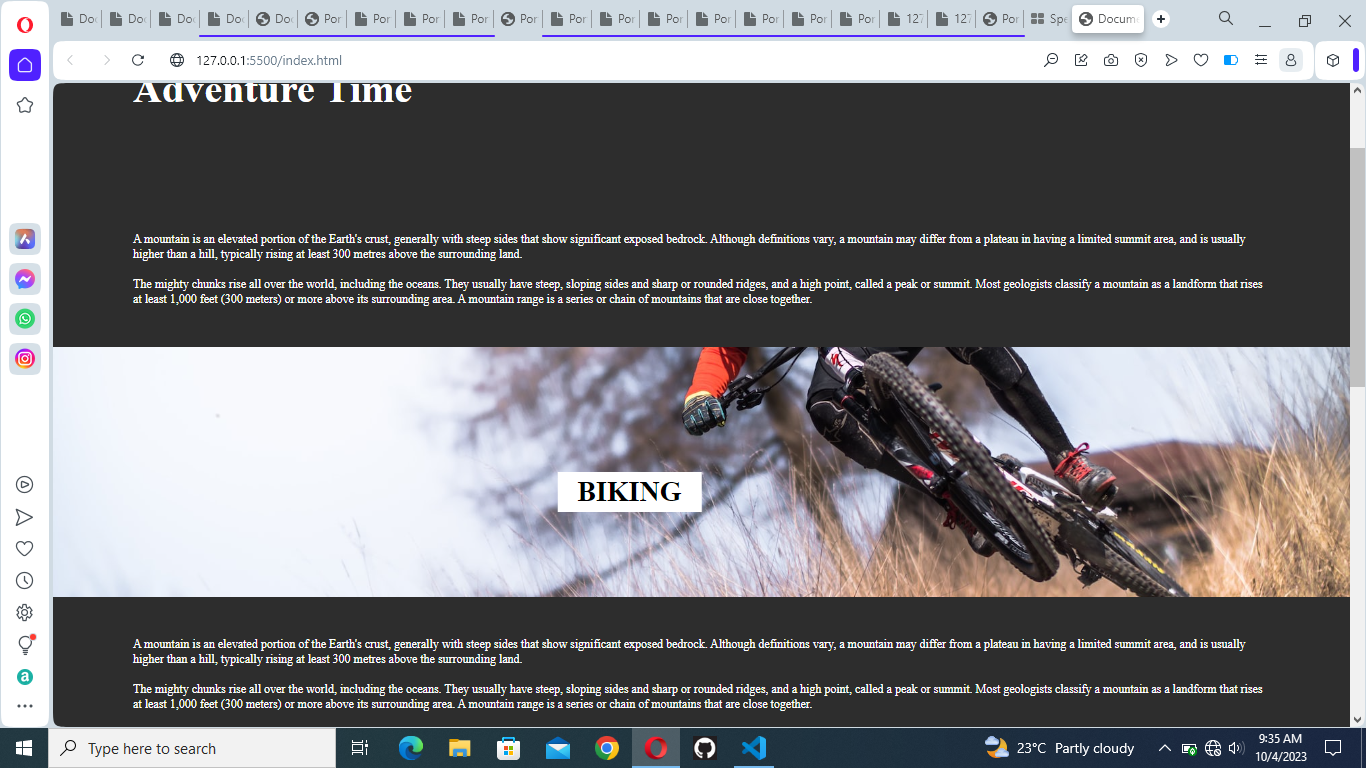 Do
Do
Do
Do
Do
Por
Por
Por
Por
Por
Por
Por
Por
Por
Por
Por
Por
127
127
Por
Spe
Docume
127.0.0.1:5500/index.html
Adventure Time
A mountain is an elevated portion of the Earth's crust, generally with steep sides that show significant exposed bedrock. Although definitions vary, a mountain may differ from a plateau in having a limited summit area, and is usually
higher than a hill, typically rising at least 300 metres above the surrounding land.
The mighty chunks rise all over the world, including the oceans. They usually have steep, sloping sides and sharp or rounded ridges, and a high point, called a peak or summit. Most geologists classify a mountain as a landform that rises
at least 1,000 feet (300 meters) or more above its surrounding area. A mountain range is a series or chain of mountains that are close together.
BIKING
A mountain is an elevated portion of the Earth's crust, generally with steep sides that show significant exposed bedrock. Although definitions vary, a mountain may differ from a plateau in having a limited summit area, and is usually
higher than a hill, typically rising at least 300 metres above the surrounding land.
The mighty chunks rise all over the world, including the oceans. They usually have steep, sloping sides and sharp or rounded ridges, and a high point, called a peak or summit. Most geologists classify a mountain as a landform that rises
at least 1,000 feet (300 meters) or more above its surrounding area. A mountain range is a series or chain of mountains that are close together.
Type here to search
23°C Partly cloudy
9:35 AM
10/4/2023